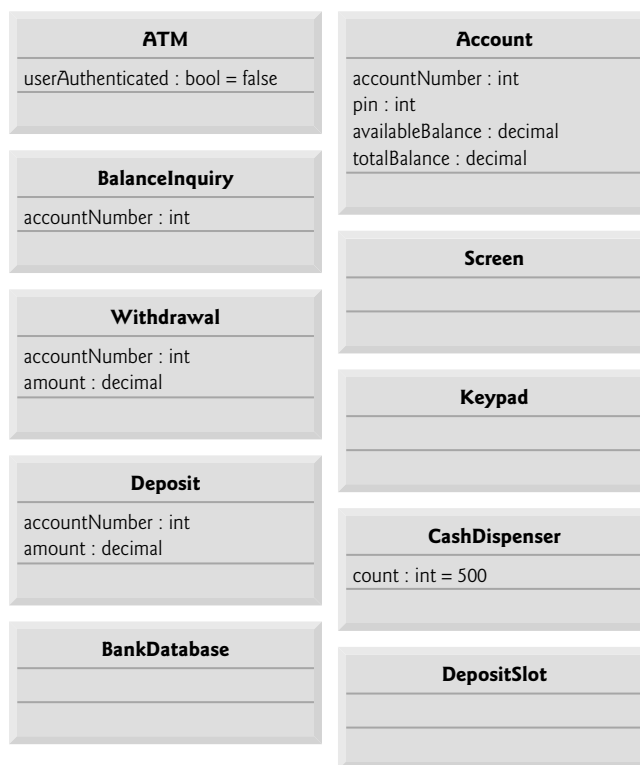 ATM
userAuthenticated : bool = false
BalanceInquiry
accountNumber : int
Withdrawal
accountNumber : int
amount : decimal
Deposit
accountNumber : int
amount : decimal
BankDatabase
Account
accountNumber : int
pin : int
availableBalance : decimal
totalBalance : decimal
Screen
Keypad
CashDispenser
count : int = 500
DepositSlot